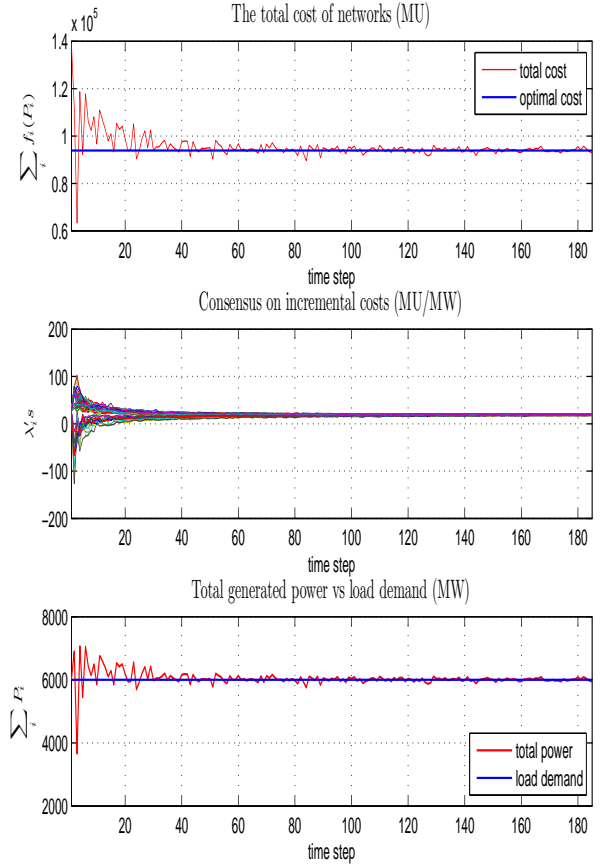 The total cost of networks (MU)
x 10^5
1.4
1.2
1
0.8
0.6
∑_i f_i(P_i)
total cost
optimal cost
20 40 60 80 100 120 140 160 180
time step
Consensus on incremental costs (MU/MW)
200
100
0
−100
−200
λ_i's
20 40 60 80 100 120 140 160 180
time step
Total generated power vs load demand (MW)
8000
6000
4000
2000
∑_i P_i
total power
load demand
20 40 60 80 100 120 140 160 180
time step